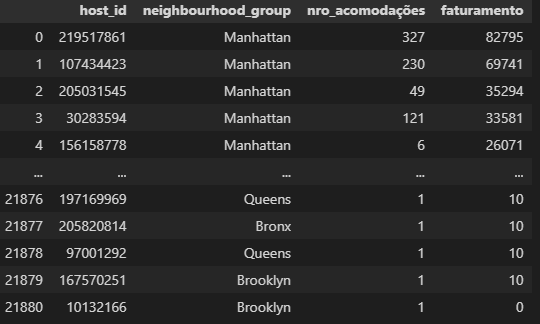 host_id neighbourhood_group nro_acomodações faturamento
0 219517861 Manhattan 327 82795
1 107434423 Manhattan 230 69741
2 205031545 Manhattan 49 35294
3 30283594 Manhattan 121 33581
4 156158778 Manhattan 6 26071
... ... ... ... ...
21876 197169969 Queens 1 10
21877 205820814 Bronx 1 10
21878 97001292 Queens 1 10
21879 167570251 Brooklyn 1 10
21880 10132166 Brooklyn 1 0